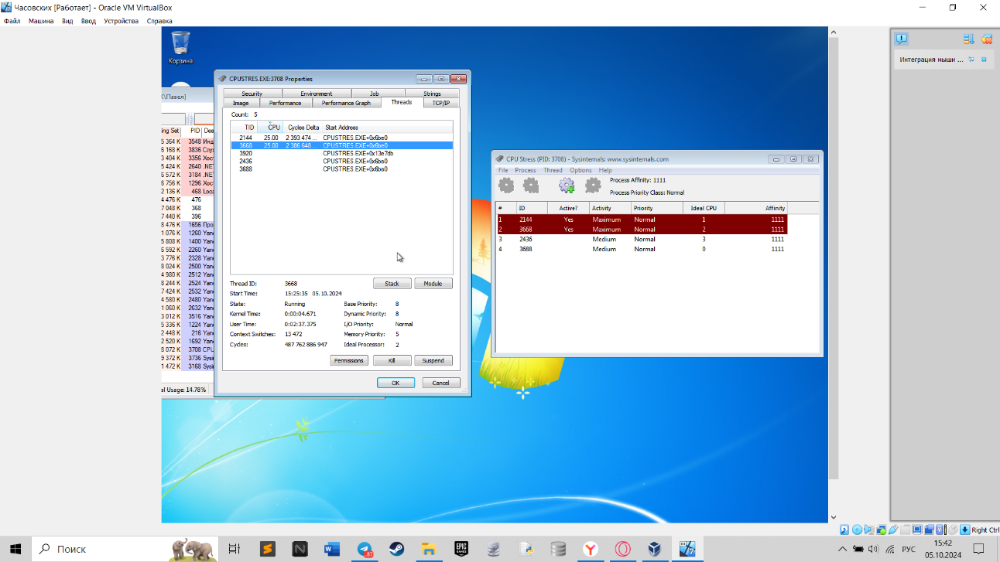 Часовских [Работает] - Oracle VM VirtualBox
Файл Машина Вид Ввод Устройства Справка
Корзина
Интеграция мыши ...
CPUSTRES.EXE:3708 Properties
Security Environment Job Strings
Image Performance Performance Graph Threads TCP/IP
Count: 5
TID CPU Cycles Delta Start Address
2144 25.00 2 393 474 ... CPUSTRES.EXE+0x6be0
3668 25.00 2 386 648 ... CPUSTRES.EXE+0x6be0
3920 CPUSTRES.EXE+0x13e7db
2436 CPUSTRES.EXE+0x6be0
3688 CPUSTRES.EXE+0x6be0
Thread ID: 3668 Stack Module
Start Time: 15:25:35 05.10.2024
State: Running Base Priority: 8
Kernel Time: 0:00:04.671 Dynamic Priority: 8
User Time: 0:02:37.375 I/O Priority: Normal
Context Switches: 13 472 Memory Priority: 5
Cycles: 487 762 886 947 Ideal Processor: 2
Permissions Kill Suspend
OK Cancel
\Павел]
ing Set PID Des
5 364 K 3548 Инд
6 168 K 3836 Слу
3 404 K 3356 Хост
5 424 K 2640 .NET
6 572 K 3184 .NET
6 756 K 1296 Хост
2 136 K 468 Loca
4 476 K 476
7 048 K 368
7 440 K 396
8 476 K 1656 Про
1 076 K 1260 Yan
5 808 K 1400 Yan
6 592 K 2260 Yan
3 776 K 2328 Yan
8 024 K 2500 Yan
4 980 K 2512 Yan
8 244 K 2524 Yan
7 424 K 2532 Yan
4 580 K 2480 Yan
1 060 K 2632 Yan
3 012 K 3516 Yan
5 336 K 1224 Yan
2 448 K 216 Yan
2 520 K 1692 Yan
8 072 K 3708 CPU
9 372 K 3736 Sysi
1 472 K 3168 Sysi
al Usage: 14.78%
CPU Stress (PID: 3708) - Sysinternals: www.sysinternals.com
File Process Thread Options Help
Process Affinity: 1111
Process Priority Class: Normal
# ID Active? Activity Priority Ideal CPU Affinity
1 2144 Yes Maximum Normal 1 1111
2 3668 Yes Maximum Normal 2 1111
3 2436 Medium Normal 3 1111
4 3688 Medium Normal 0 1111
Right Ctrl
Поиск
87
EPIC GAMES
РУС
15:42
05.10.2024